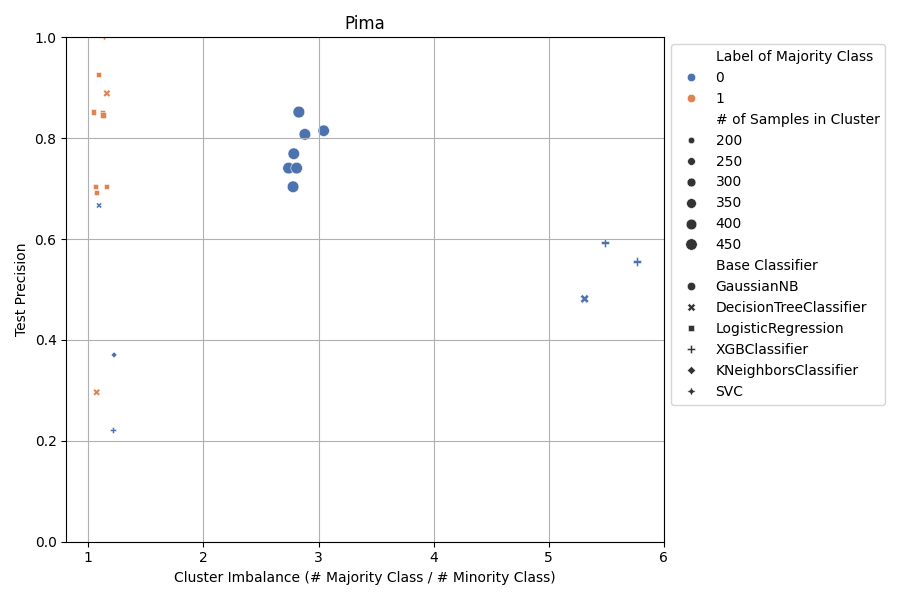 Pima
1.0
0.8
0.6
0.4
0.2
0.0
Test Precision
1
2
3
4
5
6
Cluster Imbalance (# Majority Class / # Minority Class)
Label of Majority Class
0
1
# of Samples in Cluster
200
250
300
350
400
450
Base Classifier
GaussianNB
DecisionTreeClassifier
LogisticRegression
XGBClassifier
KNeighborsClassifier
SVC